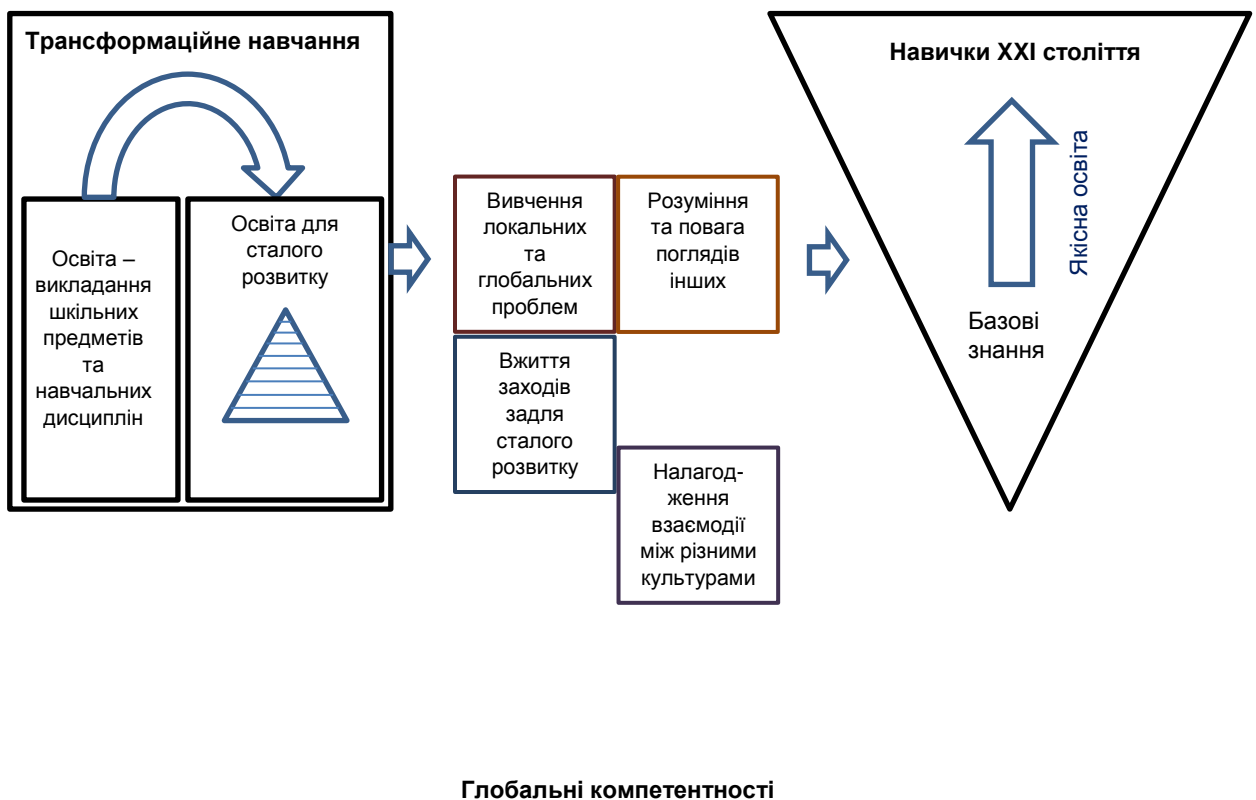 Трансформаційне навчання
Освіта –
викладання
шкільних
предметів
та
навчальних
дисциплін
Освіта для
сталого
розвитку
Вивчення
локальних
та
глобальних
проблем
Розуміння
та повага
поглядів
інших
Вжиття
заходів
задля
сталого
розвитку
Налагод-
ження
взаємодії
між різними
культурами
Навички XXI століття
Якісна освіта
Базові
знання
Глобальні компетентності